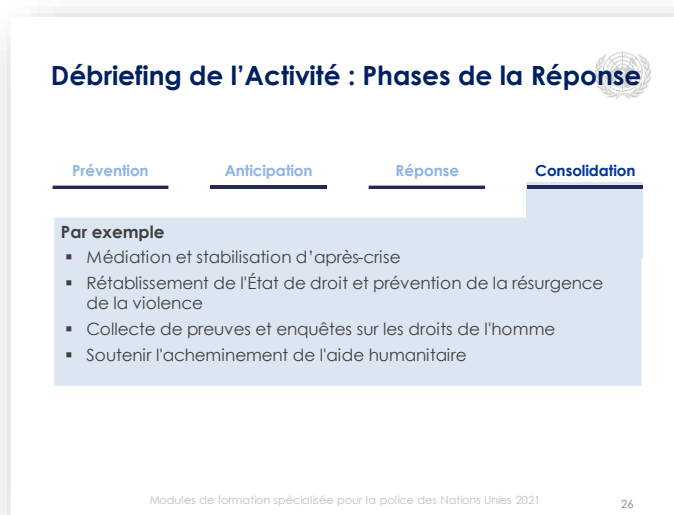 Débriefing de l’Activité : Phases de la Réponse
Prévention
Anticipation
Réponse
Consolidation
Par exemple
▪ Médiation et stabilisation d’après-crise
▪ Rétablissement de l'État de droit et prévention de la résurgence
de la violence
▪ Collecte de preuves et enquêtes sur les droits de l'homme
▪ Soutenir l'acheminement de l'aide humanitaire
Modules de formation spécialisée pour la police des Nations Unies 2021
26